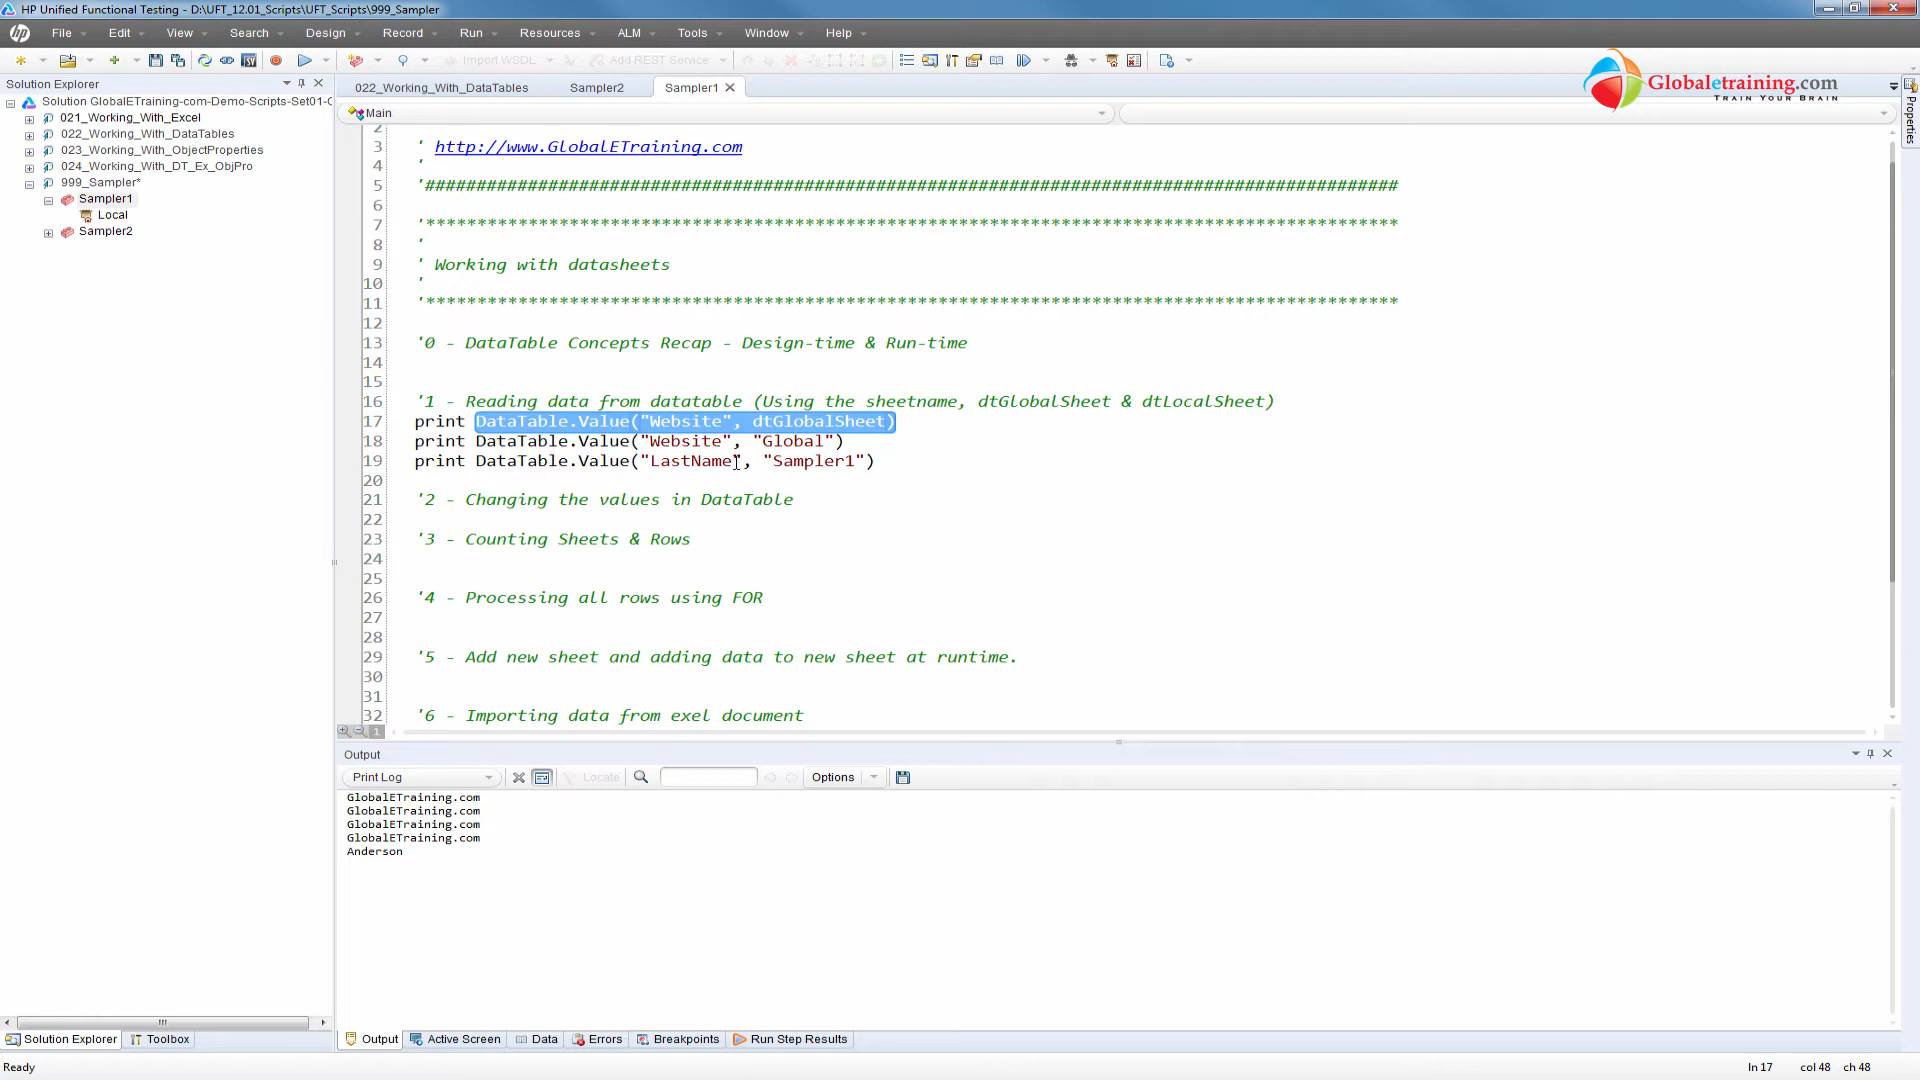 HP Unified Functional Testing - D:\UFT_12.01_Scripts\UFT_Scripts\999_Sampler
File Edit View Search Design Record Run Resources ALM Tools Window Help
Import WSDL Add REST Service
Globaletraining.com
TRAIN YOUR BRAIN
Solution Explorer
022_Working_With_DataTables Sampler2 Sampler1
Properties
Solution GlobalETraining-com-Demo-Scripts-Set01-
021_Working_With_Excel
022_Working_With_DataTables
023_Working_With_ObjectProperties
024_Working_With_DT_Ex_ObjPro
999_Sampler*
Sampler1
Local
Sampler2
Main
2
3 ' http://www.GlobalETraining.com
4 '
5 '###############################################################################################
6
7 '***********************************************************************************************
8 '
9 ' Working with datasheets
10 '
11 '***********************************************************************************************
12
13 '0 - DataTable Concepts Recap - Design-time & Run-time
14
15
16 '1 - Reading data from datatable (Using the sheetname, dtGlobalSheet & dtLocalSheet)
17 print DataTable.Value("Website", dtGlobalSheet)
18 print DataTable.Value("Website", "Global")
19 print DataTable.Value("LastName", "Sampler1")
20
21 '2 - Changing the values in DataTable
22
23 '3 - Counting Sheets & Rows
24
25
26 '4 - Processing all rows using FOR
27
28
29 '5 - Add new sheet and adding data to new sheet at runtime.
30
31
32 '6 - Importing data from exel document
1
Output
Print Log Locate Options
GlobalETraining.com
GlobalETraining.com
GlobalETraining.com
GlobalETraining.com
Anderson
Solution Explorer Toolbox
Output Active Screen Data Errors Breakpoints Run Step Results
Ready
ln 17 col 48 ch 48